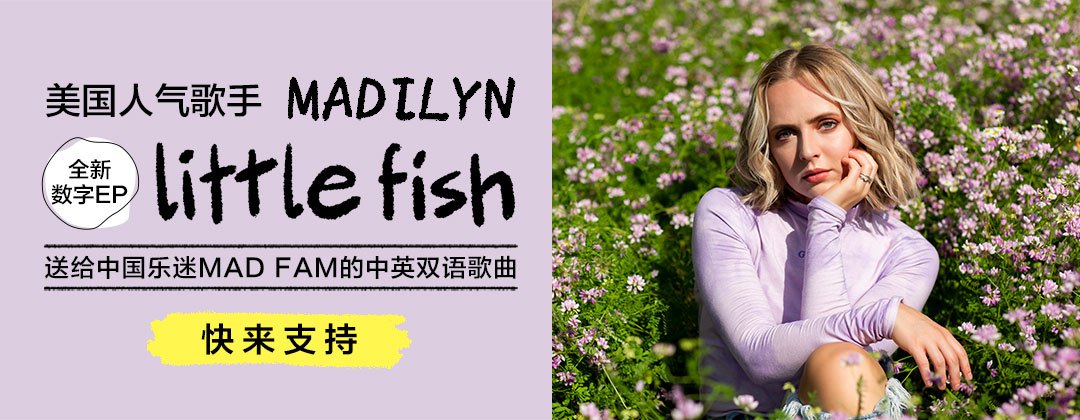 美国人气歌手 MADILYN
全新
数字EP
little fish
送给中国乐迷MAD FAM的中英双语歌曲
快来支持